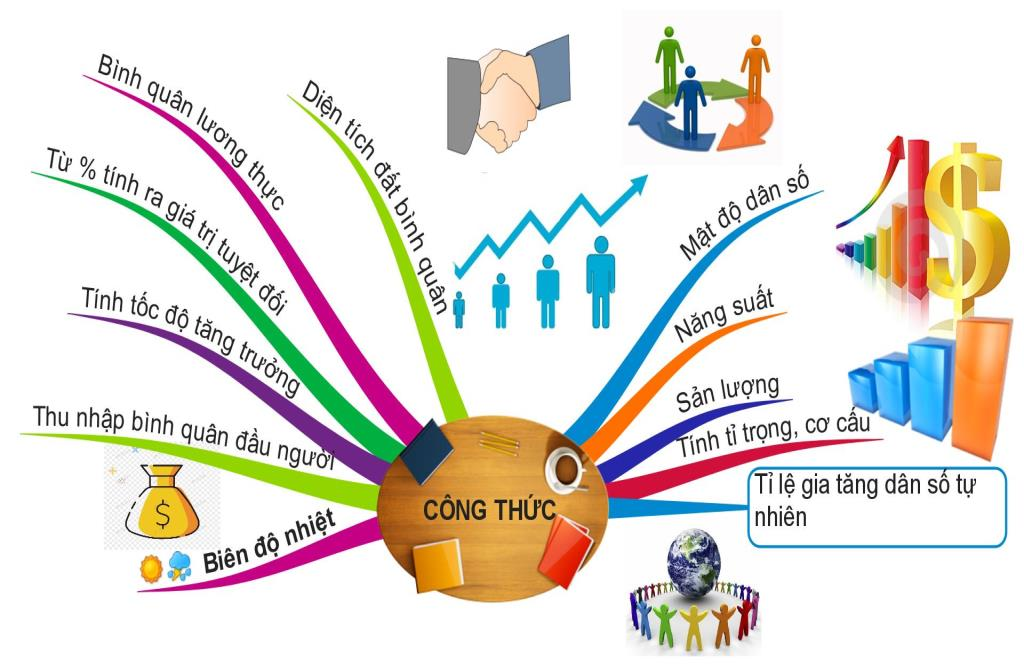 Bình quân lương thực
Diện tích đất bình quân
Từ % tính ra giá trị tuyệt đối
Tính tốc độ tăng trưởng
Thu nhập bình quân đầu người
Biên độ nhiệt
CÔNG THỨC
Mật độ dân số
Năng suất
Sản lượng
Tính tỉ trọng, cơ cấu
Tỉ lệ gia tăng dân số tự
nhiên
$
$